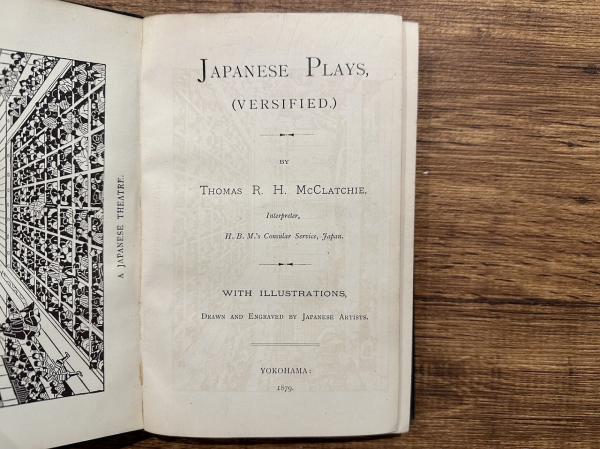 A JAPANESE THEATRE.
JAPANESE PLAYS,
(VERSIFIED.)
BY
THOMAS R. H. MCCLATCHIE,
Interpreter,
H. B. M.'s Consular Service, Japan.
WITH ILLUSTRATIONS,
DRAWN AND ENGRAVED BY JAPANESE ARTISTS.
YOKOHAMA:
1879.